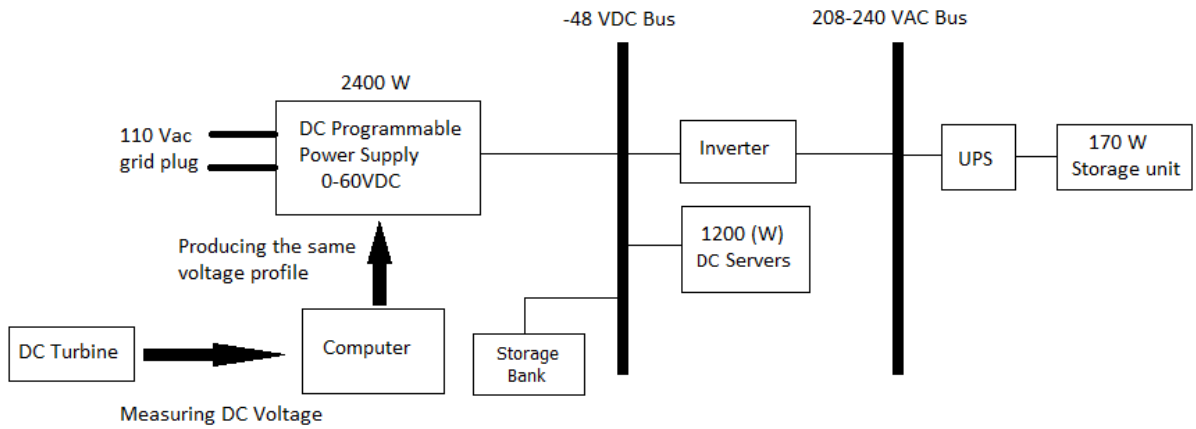 -48 VDC Bus
208-240 VAC Bus
2400 W
110 Vac
grid plug
DC Programmable
Power Supply
0-60VDC
Inverter
UPS
170 W
Storage unit
1200 (W)
DC Servers
Producing the same
voltage profile
DC Turbine
Computer
Storage
Bank
Measuring DC Voltage